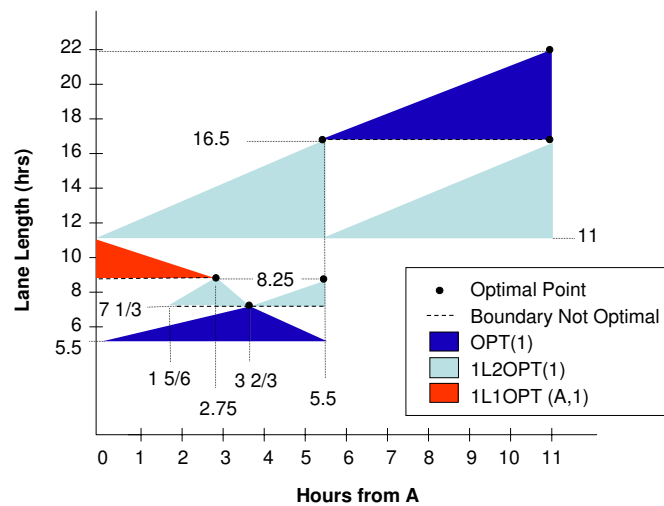 22
20
18
16
14
12
10
8
6
Lane Length (hrs)
16.5
11
8.25
7 1/3
5.5
1 5/6
3 2/3
2.75
5.5
Optimal Point
Boundary Not Optimal
OPT(1)
1L2OPT(1)
1L1OPT (A,1)
0 1 2 3 4 5 6 7 8 9 10 11
Hours from A